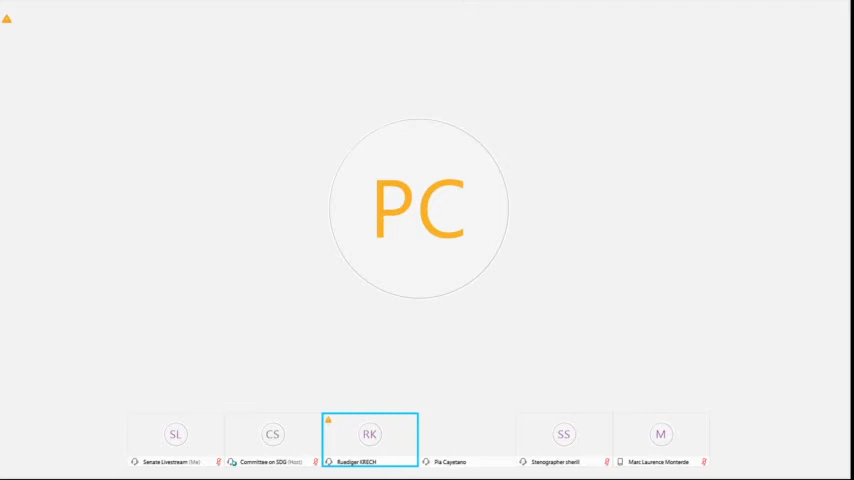 PC
SL
CS
RK
SS
M
Senate Livestream (Me)
Committee on SDG (Host)
Ruediger KRECH
Pia Cayetano
Stenographer sherill
Marc Laurence Montente